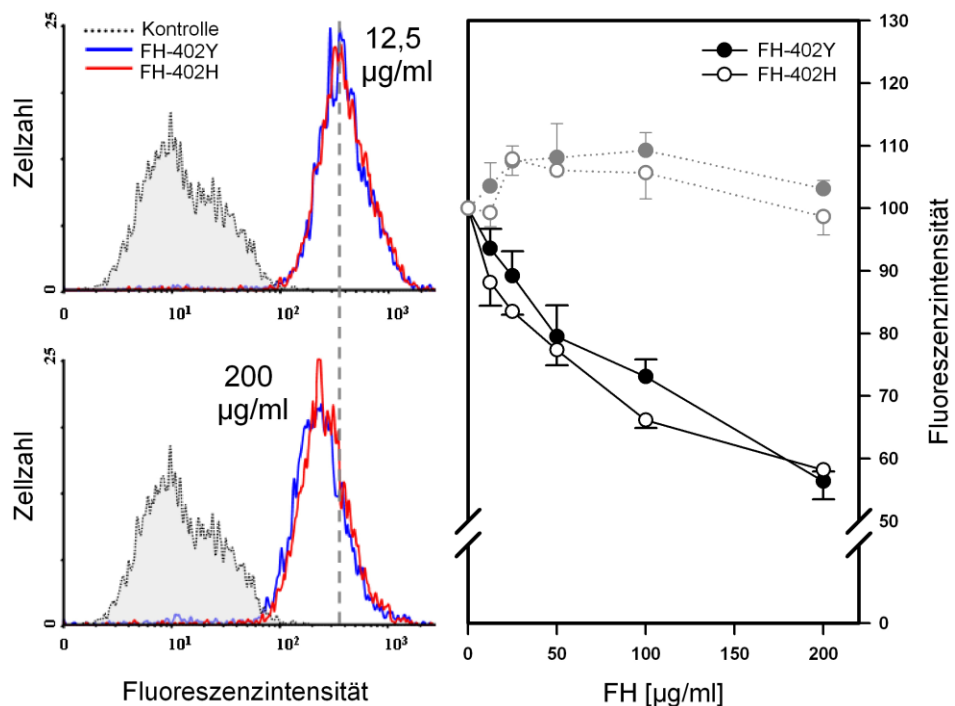 25
Kontrolle
FH-402Y
FH-402H
12,5
µg/ml
Zellzahl
0
0
10¹
10²
10³
25
200
µg/ml
Zellzahl
0
0
10¹
10²
10³
Fluoreszenzintensität
FH-402Y
FH-402H
130
120
110
100
90
80
70
60
50
0
Fluoreszenzintensität
0
50
100
150
200
FH [µg/ml]